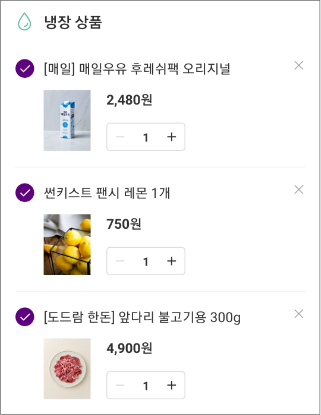 냉장 상품
[매일] 매일우유 후레쉬팩 오리지널
2,480원
1
썬키스트 팬시 레몬 1개
750원
1
[도드람 한돈] 앞다리 불고기용 300g
4,900원
1